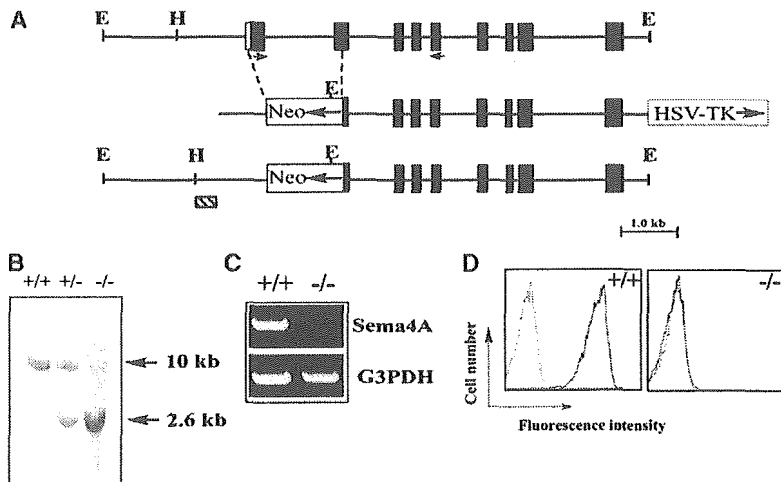 A
E H E
E
Neo HSV-TK
E H E E
Neo
1.0 kb
B
+/+ +/- -/-
10 kb
2.6 kb
C
+/+ -/-
Sema4A
G3PDH
D
+/+ -/-
Cell number
Fluorescence intensity